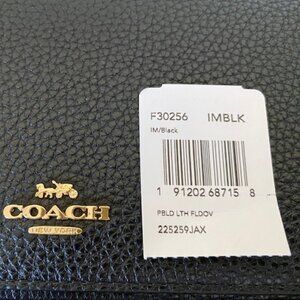 F30256 IMBLK
IM/Black
1 91202 68715 8
PBLD LTH FLDOV
225259JAX
COACH
NEW YORK